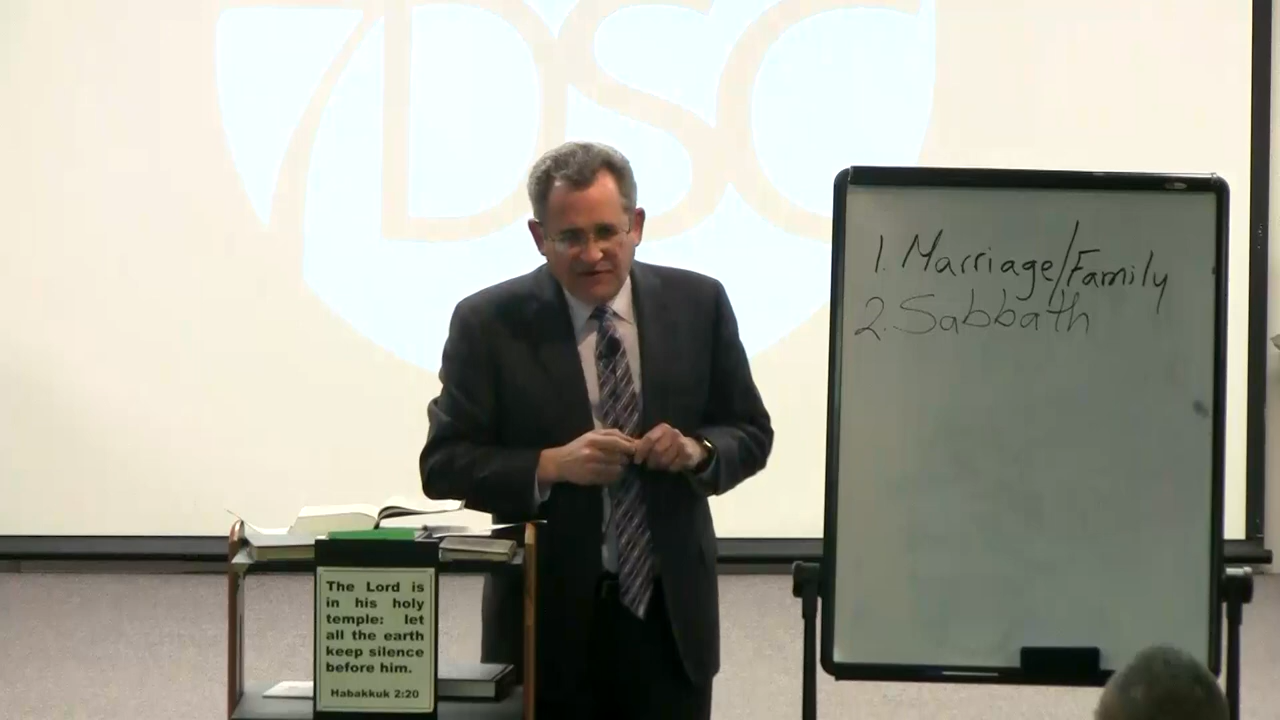 7DSC
1. Marriage/Family
2. Sabbath
The Lord is
in his holy
temple: let
all the earth
keep silence
before him.
Habakkuk 2:20